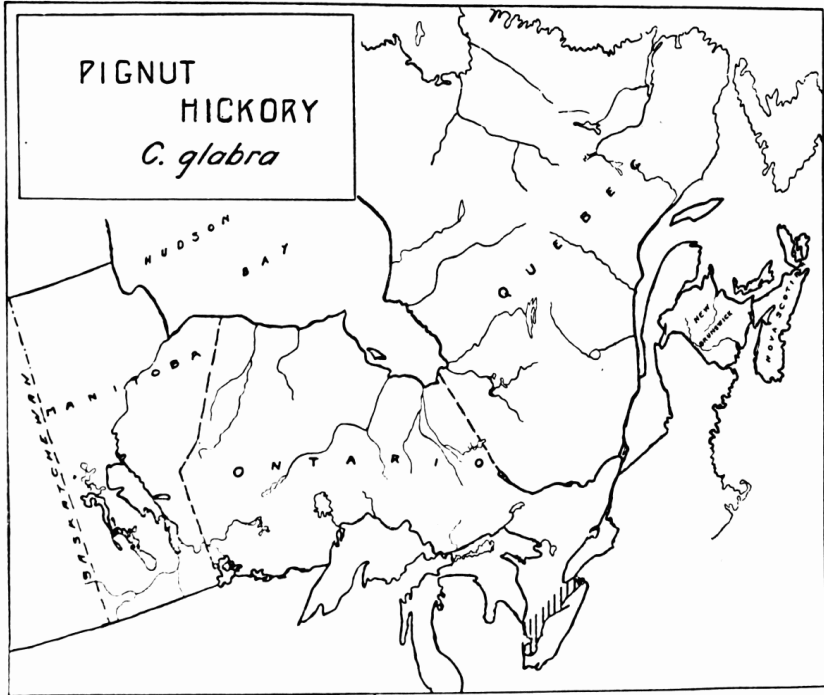 PIGNUT
HICKORY
C. glabra
HUDSON
BAY
QUEBEC
NEW
BRUNSWICK
NOVA SCOTIA
MANITOBA
SASKATCHEWAN
ONTARIO